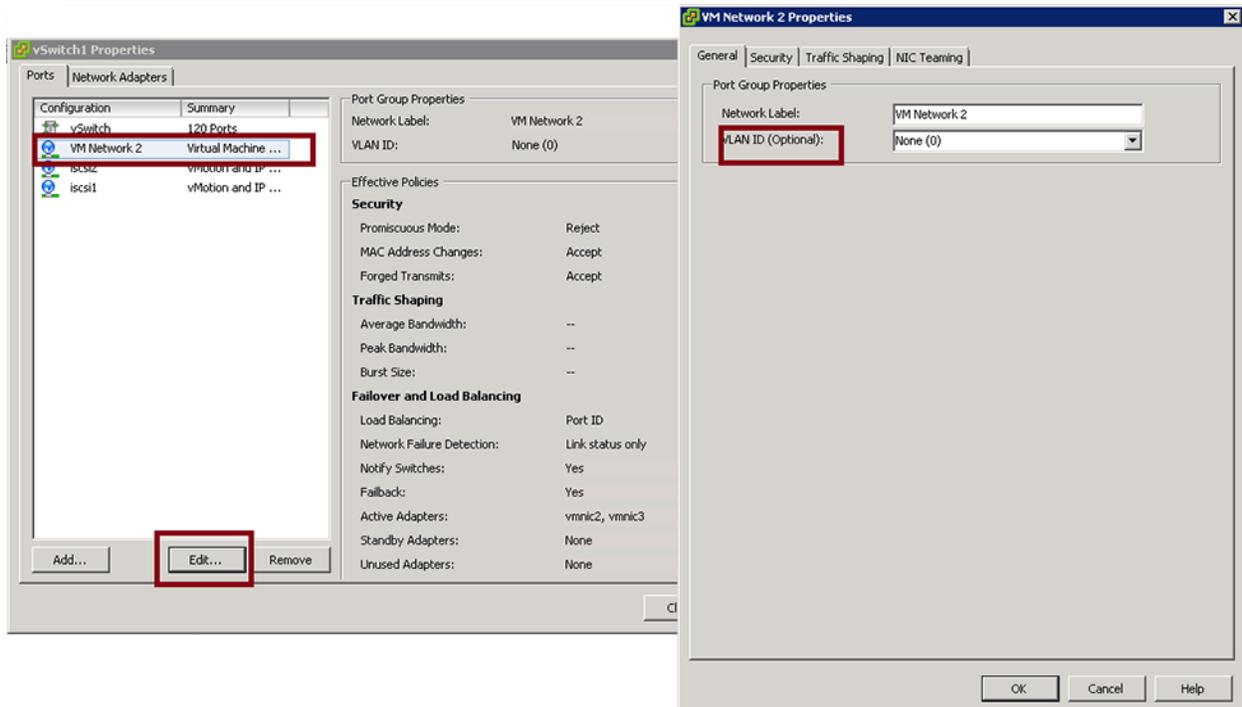 vSwitch1 Properties
Ports Network Adapters
Configuration Summary
vSwitch 120 Ports
VM Network 2 Virtual Machine ...
iscsi2 vMotion and IP ...
iscsi1 vMotion and IP ...
Add... Edit... Remove
Port Group Properties
Network Label: VM Network 2
VLAN ID: None (0)
Effective Policies
Security
Promiscuous Mode: Reject
MAC Address Changes: Accept
Forged Transmits: Accept
Traffic Shaping
Average Bandwidth: --
Peak Bandwidth: --
Burst Size: --
Failover and Load Balancing
Load Balancing: Port ID
Network Failure Detection: Link status only
Notify Switches: Yes
Failback: Yes
Active Adapters: vmnic2, vmnic3
Standby Adapters: None
Unused Adapters: None
Cl
VM Network 2 Properties
General Security Traffic Shaping NIC Teaming
Port Group Properties
Network Label: VM Network 2
VLAN ID (Optional): None (0)
OK Cancel Help